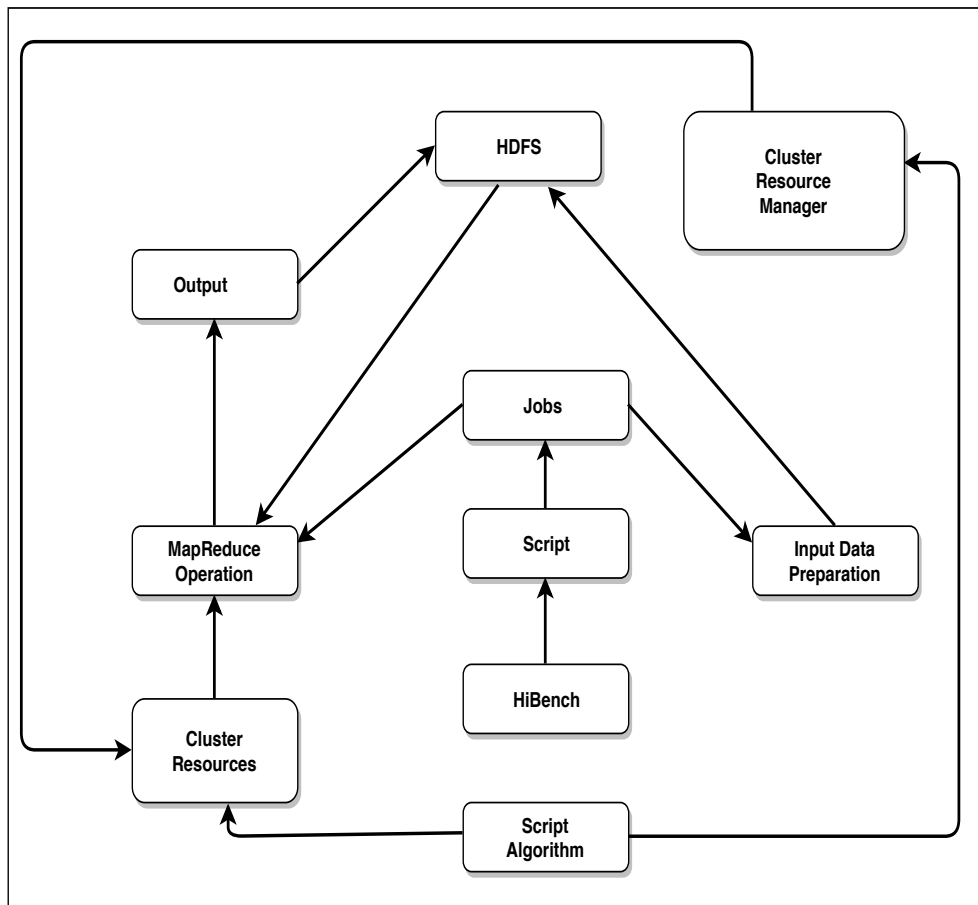 HDFS
Cluster
Resource
Manager
Output
Jobs
MapReduce
Operation
Script
Input Data
Preparation
HiBench
Cluster
Resources
Script
Algorithm